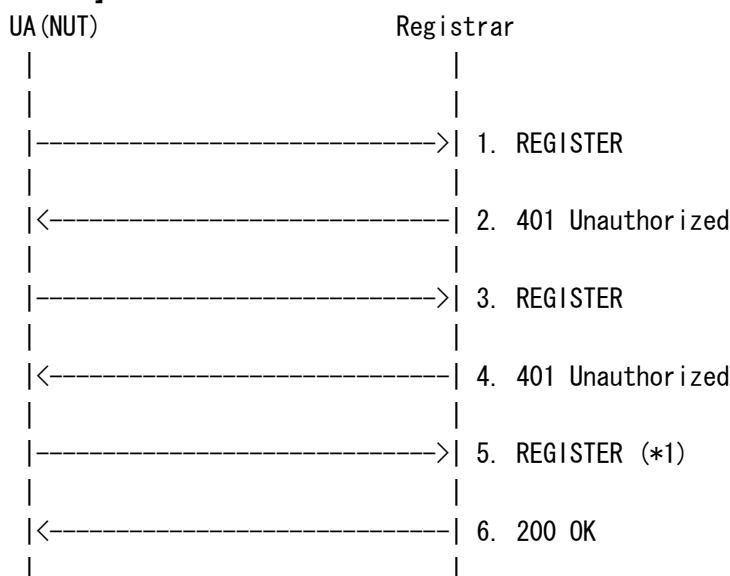 UA(NUT) Registrar
1. REGISTER
2. 401 Unauthorized
3. REGISTER
4. 401 Unauthorized
5. REGISTER (*1)
6. 200 OK